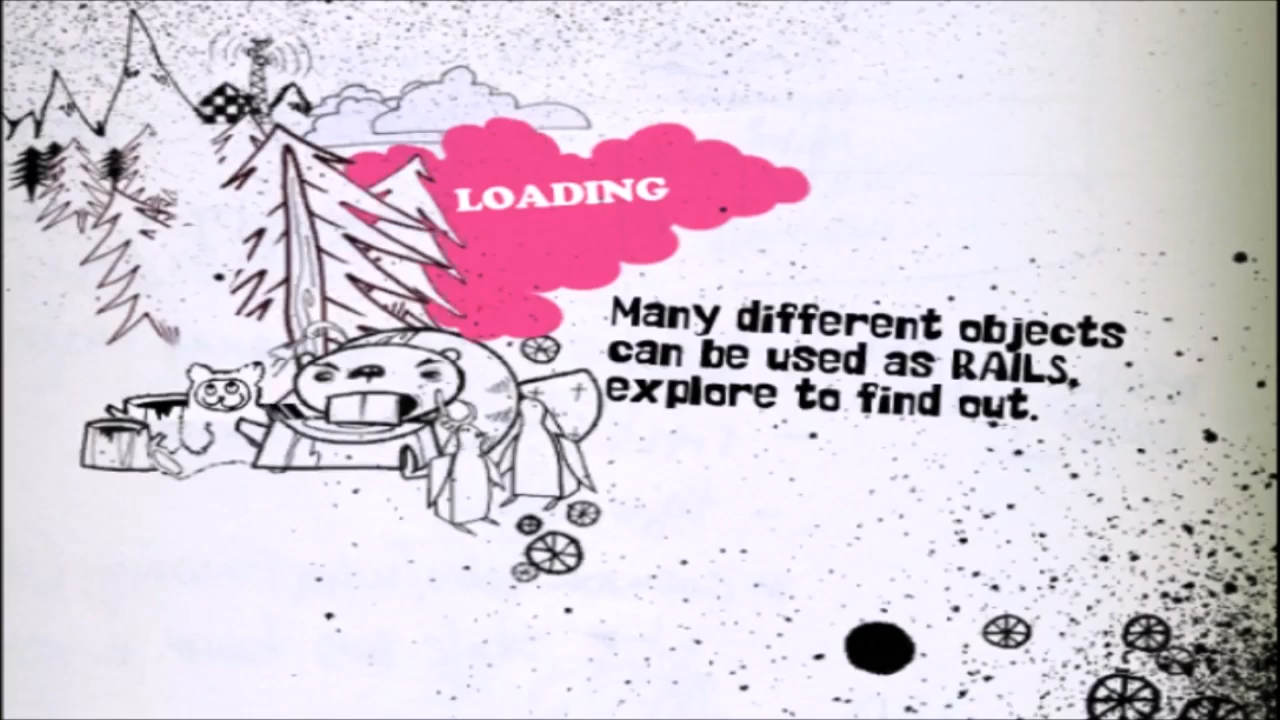 LOADING
Many different objects
can be used as RAILS,
explore to find out.